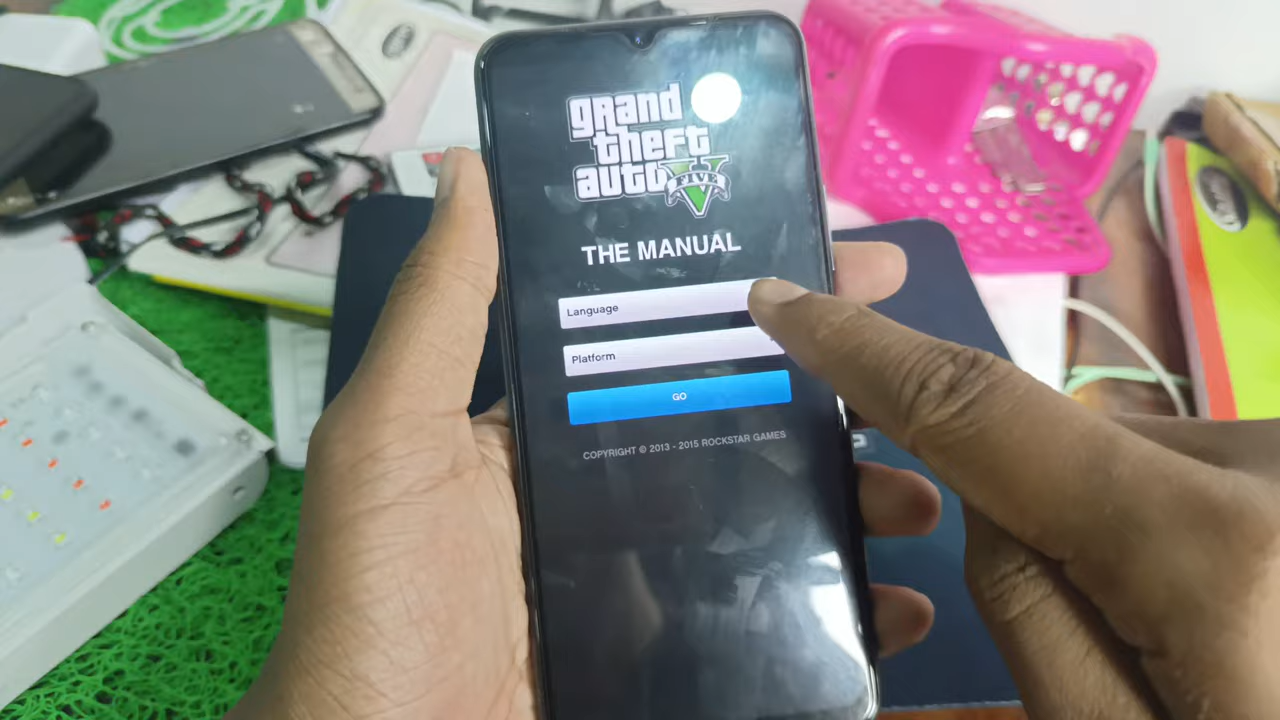 grand
theft
auto
FIVE
THE MANUAL
Language
Platform
GO
COPYRIGHT © 2013 - 2015 ROCKSTAR GAMES